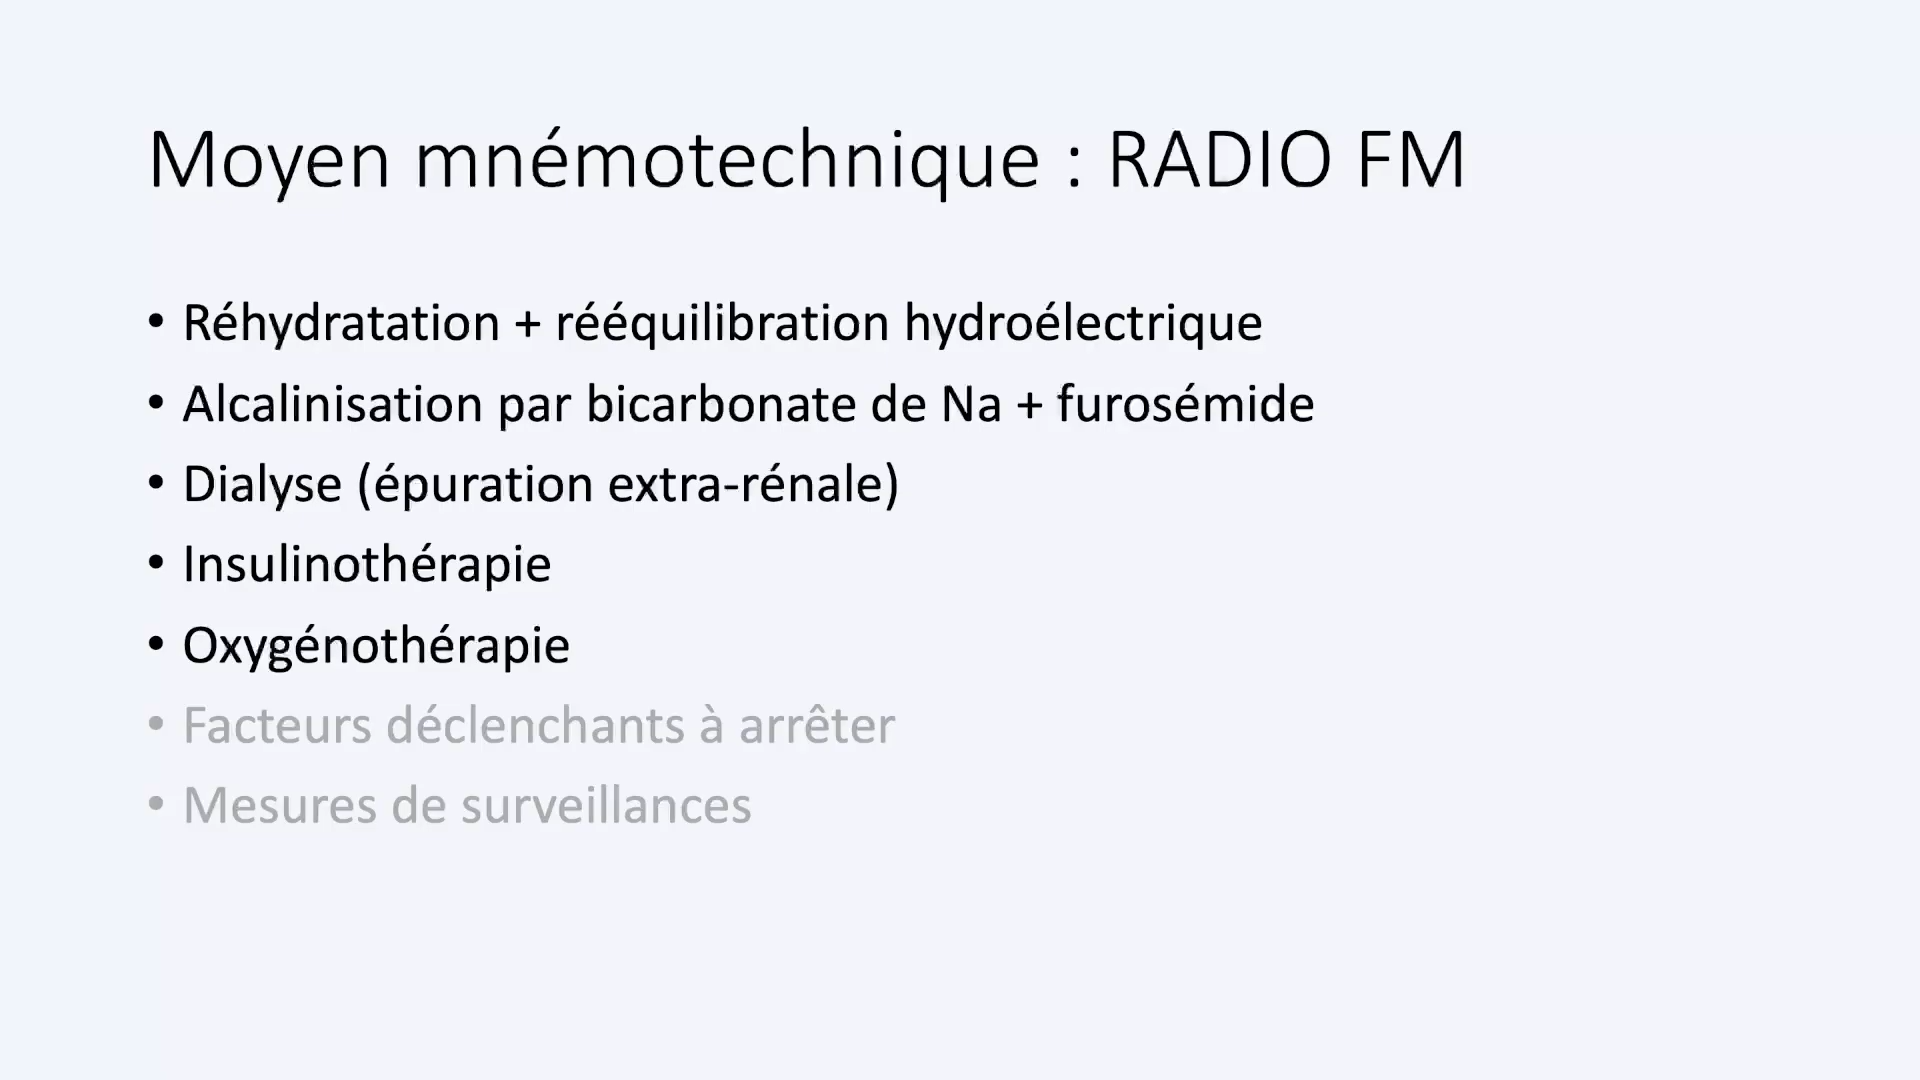 Moyen mnémotechnique : RADIO FM
• Réhydratation + rééquilibration hydroélectrique
• Alcalinisation par bicarbonate de Na + furosémide
• Dialyse (épuration extra-rénale)
• Insulinothérapie
• Oxygénothérapie
• Facteurs déclenchants à arrêter
• Mesures de surveillances